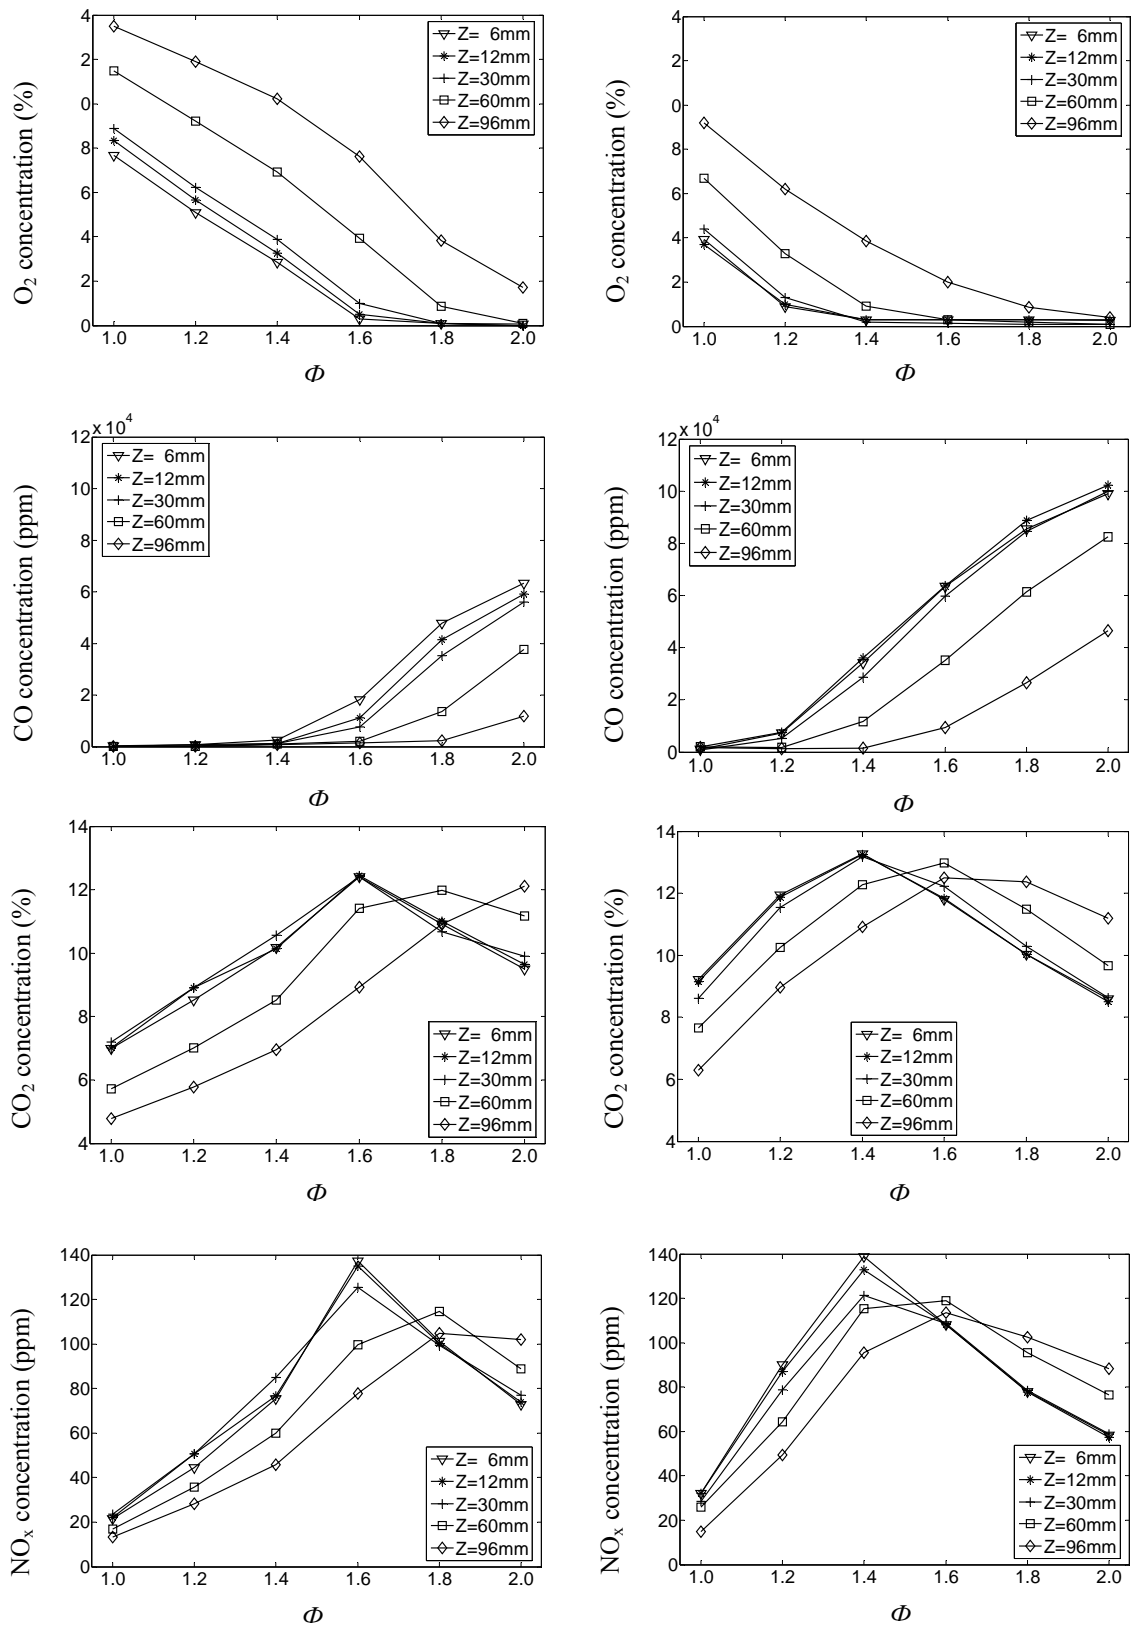 4
2
0
8
6
4
2
0
O2 concentration (%)
Z= 6mm
Z=12mm
Z=30mm
Z=60mm
Z=96mm
1.0 1.2 1.4 1.6 1.8 2.0
Φ
4
2
0
8
6
4
2
0
O2 concentration (%)
Z= 6mm
Z=12mm
Z=30mm
Z=60mm
Z=96mm
1.0 1.2 1.4 1.6 1.8 2.0
Φ
12 x 10^4
10
8
6
4
2
0
CO concentration (ppm)
Z= 6mm
Z=12mm
Z=30mm
Z=60mm
Z=96mm
1.0 1.2 1.4 1.6 1.8 2.0
Φ
12 x 10^4
10
8
6
4
2
0
CO concentration (ppm)
Z= 6mm
Z=12mm
Z=30mm
Z=60mm
Z=96mm
1.0 1.2 1.4 1.6 1.8 2.0
Φ
14
12
10
8
6
4
CO2 concentration (%)
Z= 6mm
Z=12mm
Z=30mm
Z=60mm
Z=96mm
1.0 1.2 1.4 1.6 1.8 2.0
Φ
14
12
10
8
6
4
CO2 concentration (%)
Z= 6mm
Z=12mm
Z=30mm
Z=60mm
Z=96mm
1.0 1.2 1.4 1.6 1.8 2.0
Φ
140
120
100
80
60
40
20
0
NOx concentration (ppm)
Z= 6mm
Z=12mm
Z=30mm
Z=60mm
Z=96mm
1.0 1.2 1.4 1.6 1.8 2.0
Φ
140
120
100
80
60
40
20
0
NOx concentration (ppm)
Z= 6mm
Z=12mm
Z=30mm
Z=60mm
Z=96mm
1.0 1.2 1.4 1.6 1.8 2.0
Φ